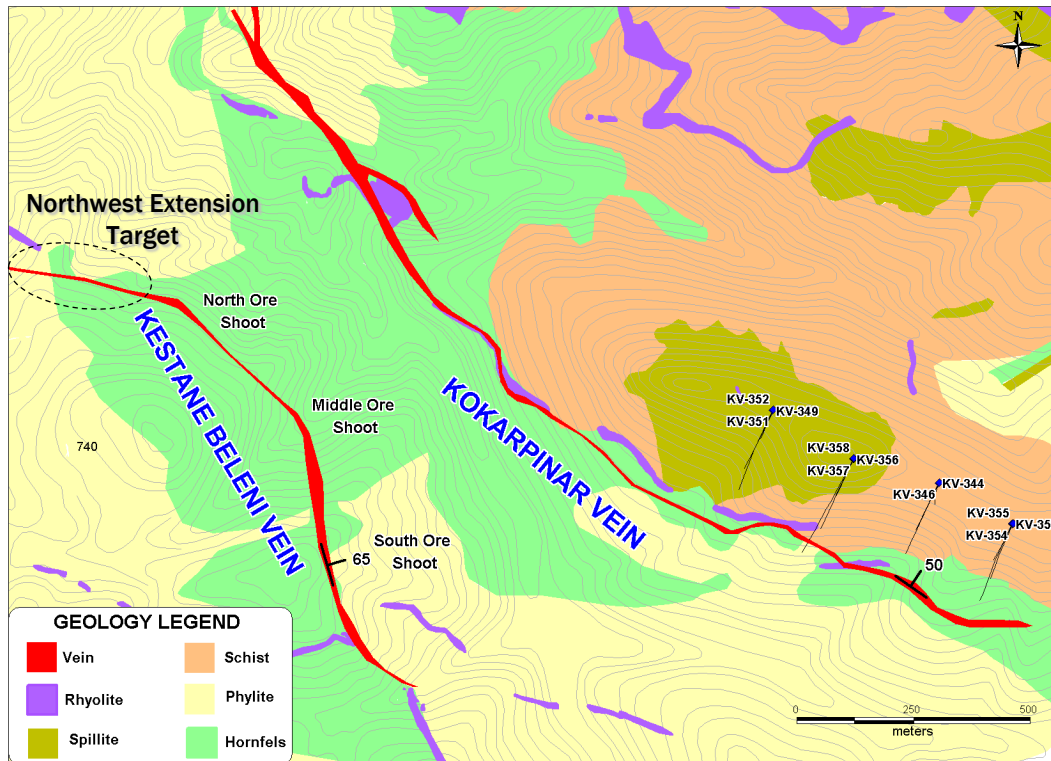 N
Northwest Extension
Target
North Ore
Shoot
KESTANE BELENI VEIN
Middle Ore
Shoot
KOKARPINAR VEIN
740
South Ore
Shoot
65
KV-352
KV-349
KV-351
KV-358
KV-356
KV-357
KV-344
KV-346
KV-355
KV-35
KV-354
50
GEOLOGY LEGEND
Vein
Schist
Rhyolite
Phylite
Spillite
Hornfels
0 250 500
meters